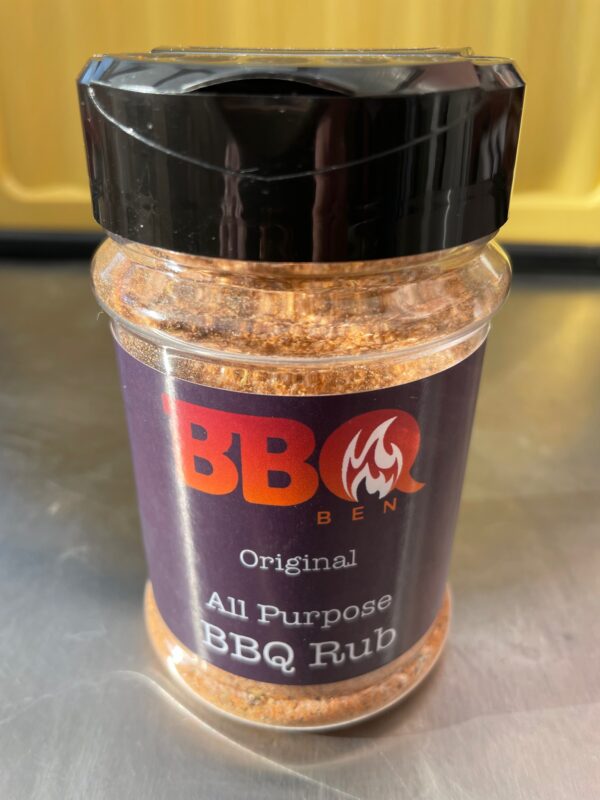 BBQ
BEN
Original
All Purpose
BBQ Rub